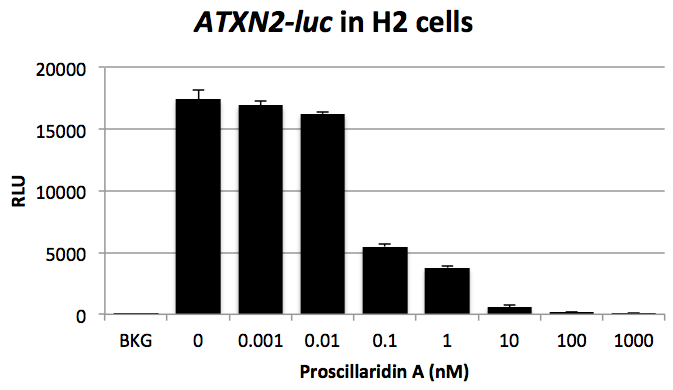 ATXN2-luc in H2 cells
20000
15000
10000
5000
0
RLU
BKG 0 0.001 0.01 0.1 1 10 100 1000
Proscillaridin A (nM)